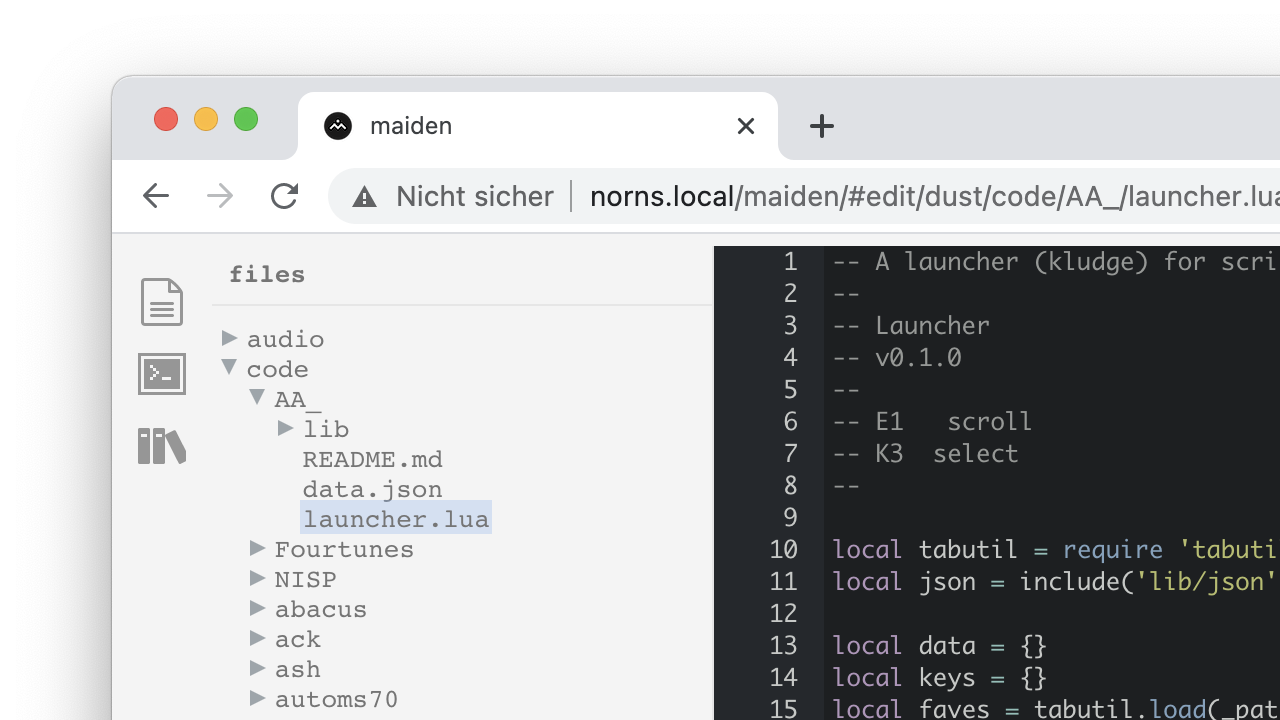 maiden
Nicht sicher norns.local/maiden/#edit/dust/code/AA_/launcher.lua
files
audio
code
AA_
lib
README.md
data.json
launcher.lua
Fourtunes
NISP
abacus
ack
ash
automs70
1 -- A launcher (kludge) for scri
2 --
3 -- Launcher
4 -- v0.1.0
5 --
6 -- E1   scroll
7 -- K3  select
8 --
9
10 local tabutil = require 'tabuti
11 local json = include('lib/json'
12
13 local data = {}
14 local keys = {}
15 local faves = tabutil.load(_pat